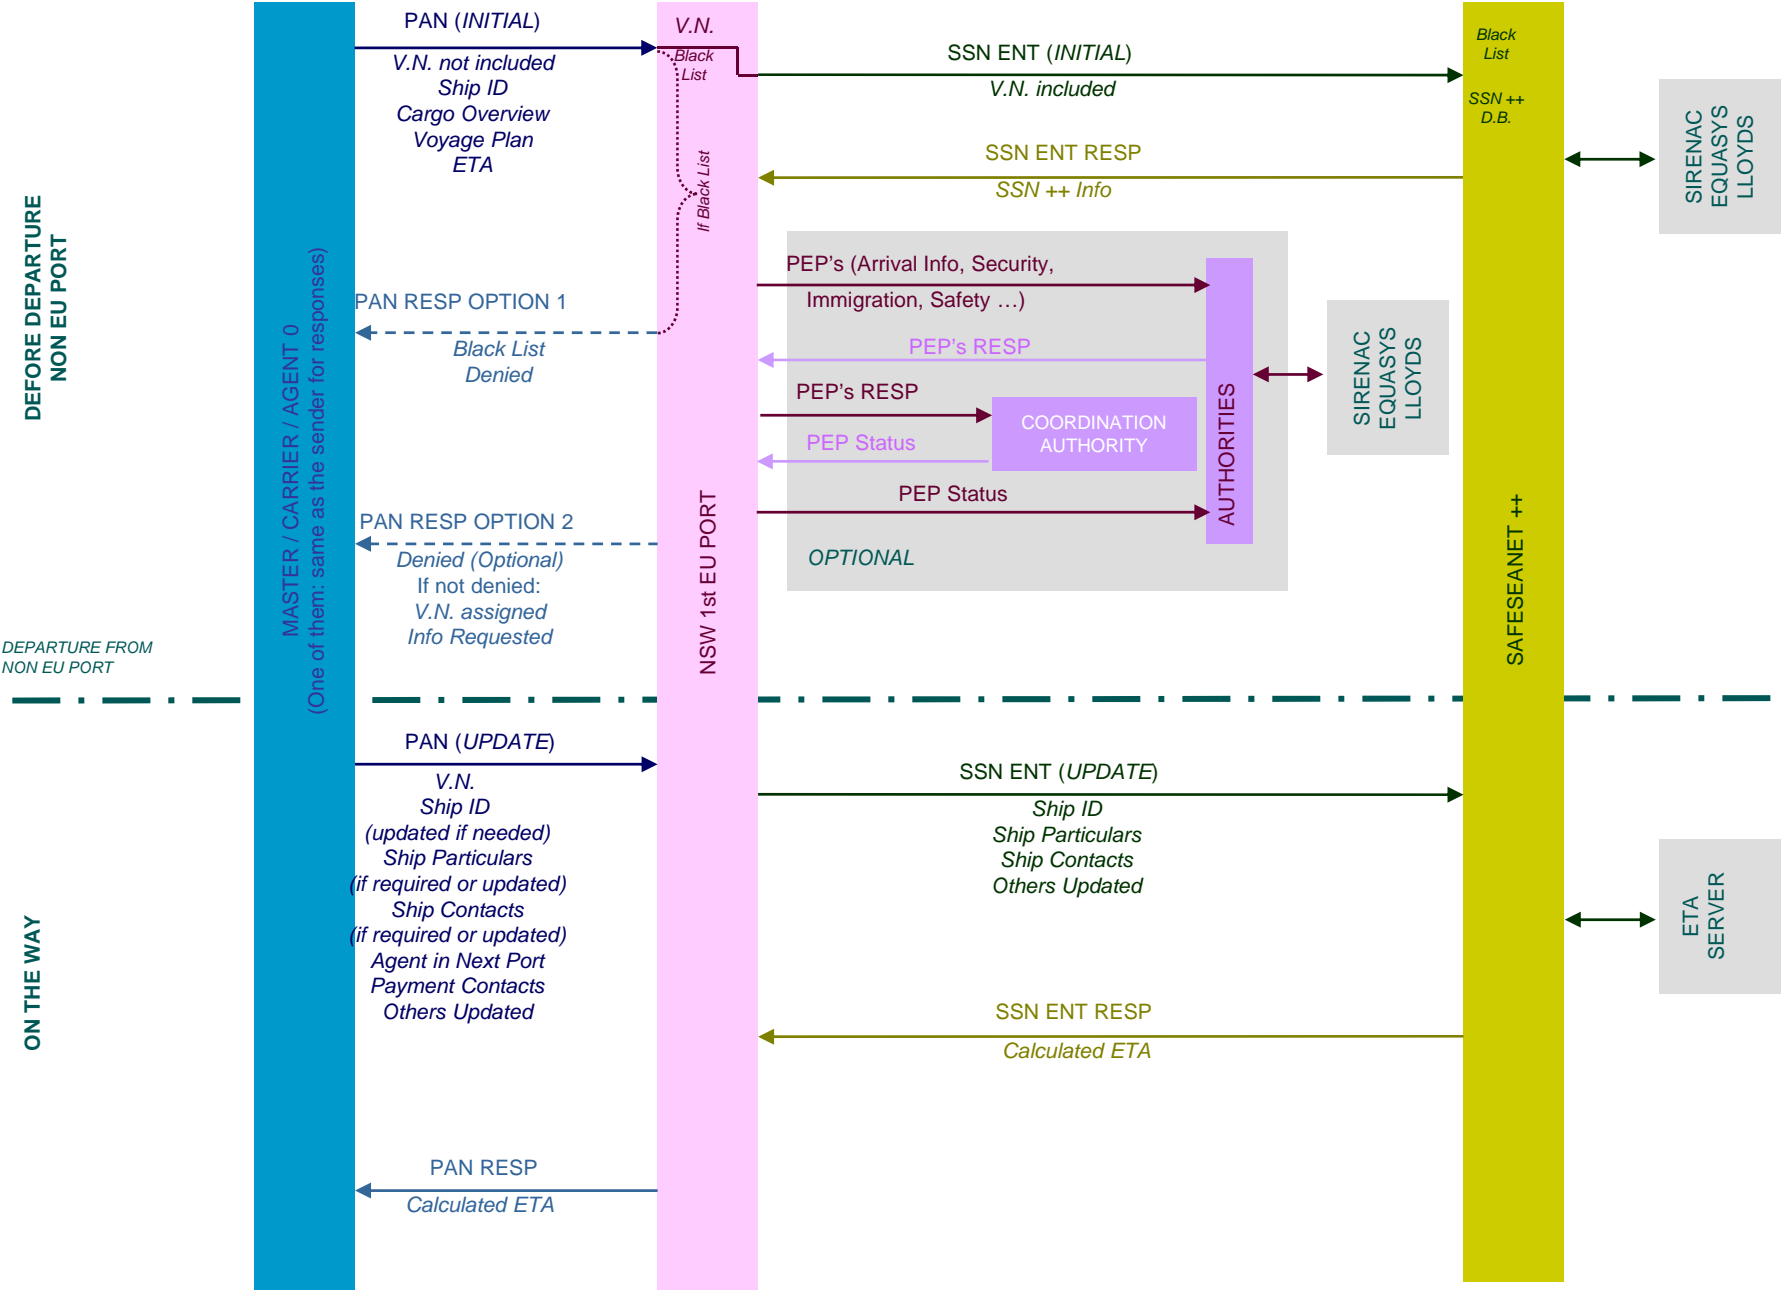 PAN (INITIAL)
V.N. not included
Ship ID
Cargo Overview
Voyage Plan
ETA
V.N.
Black
List
If Black List
SSN ENT (INITIAL)
V.N. included
Black
List
SSN ++
D.B.
SSN ENT RESP
SSN ++ Info
SIRENAC
EQUASYS
LLOYDS
DEFORE DEPARTURE
NON EU PORT
MASTER / CARRIER / AGENT 0
(One of them: same as the sender for responses)
PAN RESP OPTION 1
Black List
Denied
PEP's (Arrival Info, Security,
Immigration, Safety …)
PEP's RESP
PEP's RESP
COORDINATION
AUTHORITY
PEP Status
PEP Status
AUTHORITIES
OPTIONAL
SIRENAC
EQUASYS
LLOYDS
PAN RESP OPTION 2
Denied (Optional)
If not denied:
V.N. assigned
Info Requested
NSW 1st EU PORT
SAFESEANET ++
DEPARTURE FROM
NON EU PORT
PAN (UPDATE)
V.N.
Ship ID
(updated if needed)
Ship Particulars
(if required or updated)
Ship Contacts
(if required or updated)
Agent in Next Port
Payment Contacts
Others Updated
SSN ENT (UPDATE)
Ship ID
Ship Particulars
Ship Contacts
Others Updated
ETA
SERVER
ON THE WAY
SSN ENT RESP
Calculated ETA
PAN RESP
Calculated ETA